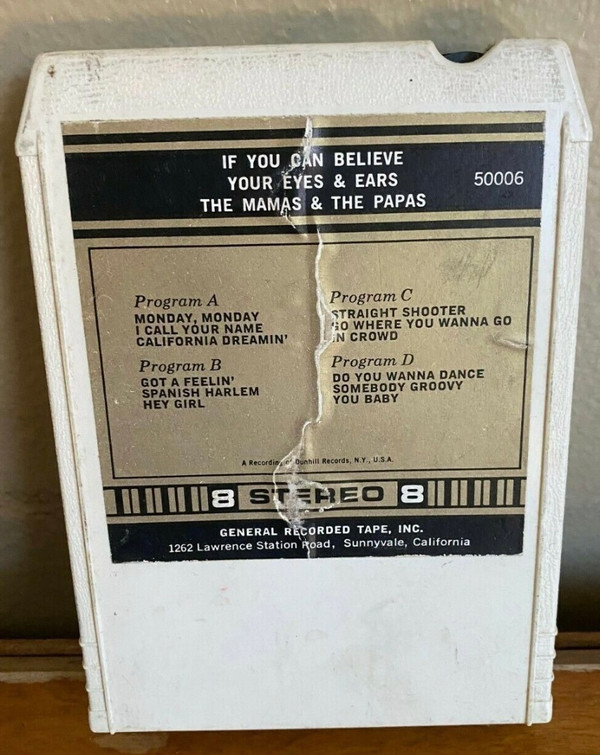 IF YOU CAN BELIEVE
YOUR EYES & EARS
THE MAMAS & THE PAPAS
50006
Program A
MONDAY, MONDAY
I CALL YOUR NAME
CALIFORNIA DREAMIN'
Program B
GOT A FEELIN'
SPANISH HARLEM
HEY GIRL
Program C
STRAIGHT SHOOTER
GO WHERE YOU WANNA GO
IN CROWD
Program D
DO YOU WANNA DANCE
SOMEBODY GROOVY
YOU BABY
A Recording of Dunhill Records, N.Y., U.S.A.
8 STEREO 8
GENERAL RECORDED TAPE, INC.
1262 Lawrence Station Road, Sunnyvale, California